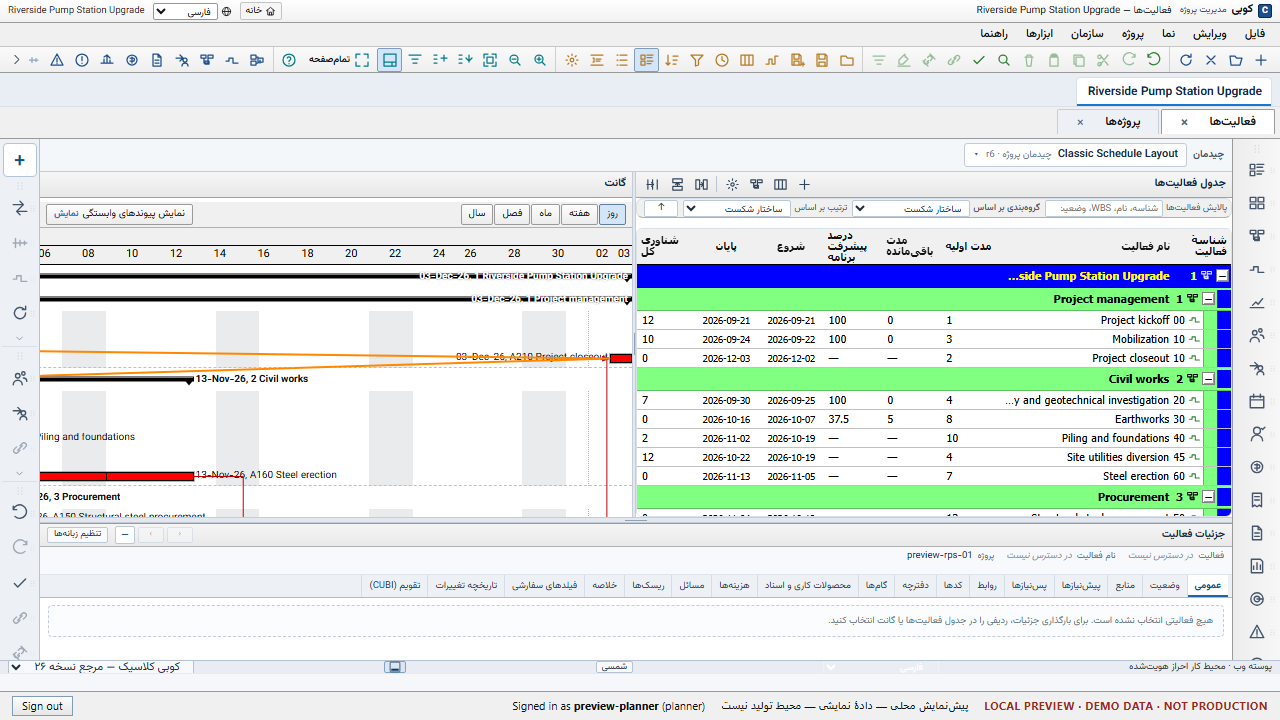 کوبی مدیریت پروژه فعالیت‌ها — Riverside Pump Station Upgrade
خانه
فارسی
Riverside Pump Station Upgrade
فایل ویرایش نما پروژه سازمان ابزارها راهنما
تمام‌صفحه
Riverside Pump Station Upgrade
فعالیت‌ها ×
پروژه‌ها ×
چیدمان
Classic Schedule Layout چیدمان پروژه · r6
جدول فعالیت‌ها
پالایش فعالیت‌ها شناسه، نام، WBS، وضعیت گروه‌بندی بر اساس ساختار شکست ترتیب بر اساس ساختار شکست
شناسه فعالیت نام فعالیت مدت اولیه مدت باقی‌مانده درصد پیشرفت برنامه شروع پایان شناوری کل
1 ...side Pump Station Upgrade
1 Project management
00 Project kickoff 1 0 100 2026-09-21 2026-09-21 12
10 Mobilization 3 0 100 2026-09-22 2026-09-24 10
10 Project closeout 2 — — 2026-12-02 2026-12-03 0
2 Civil works
20 ...y and geotechnical investigation 4 0 100 2026-09-25 2026-09-30 7
30 Earthworks 8 5 37.5 2026-10-07 2026-10-16 0
40 Piling and foundations 10 — — 2026-10-19 2026-11-02 2
45 Site utilities diversion 4 — — 2026-10-19 2026-10-22 12
60 Steel erection 7 — — 2026-11-05 2026-11-13 0
3 Procurement
گانت
روز هفته ماه فصل سال
نمایش پیوندهای وابستگی نمایش
06 08 10 12 14 16 18 20 22 24 26 28 30 02 03
03-Dec-26, 1 Riverside Pump Station Upgrade
03-Dec-26, 1 Project management
03-Dec-26, A210 Project closeout
13-Nov-26, 2 Civil works
Piling and foundations
13-Nov-26, A160 Steel erection
26, 3 Procurement
26, A150 Structural steel procurement
جزئیات فعالیت
تنظیم زبانه‌ها
فعالیت در دسترس نیست نام فعالیت در دسترس نیست پروژه preview-rps-01
عمومی وضعیت منابع پیش‌نیازها پس‌نیازها روابط کدها دفترچه گام‌ها محصولات کاری و اسناد هزینه‌ها مسائل ریسک‌ها خلاصه فیلدهای سفارشی تاریخچه تغییرات تقویم (CUBI)
هیچ فعالیتی انتخاب نشده است. برای بارگذاری جزئیات، ردیفی را در جدول فعالیت‌ها یا گانت انتخاب کنید.
پوسته وب · محیط کار احراز هویت‌شده
فارسی
شمسی
کوبی کلاسیک — مرجع نسخه ۲۶
LOCAL PREVIEW · DEMO DATA · NOT PRODUCTION
پیش‌نمایش محلی — دادهٔ نمایشی — محیط تولید نیست
Signed in as preview-planner (planner)
Sign out